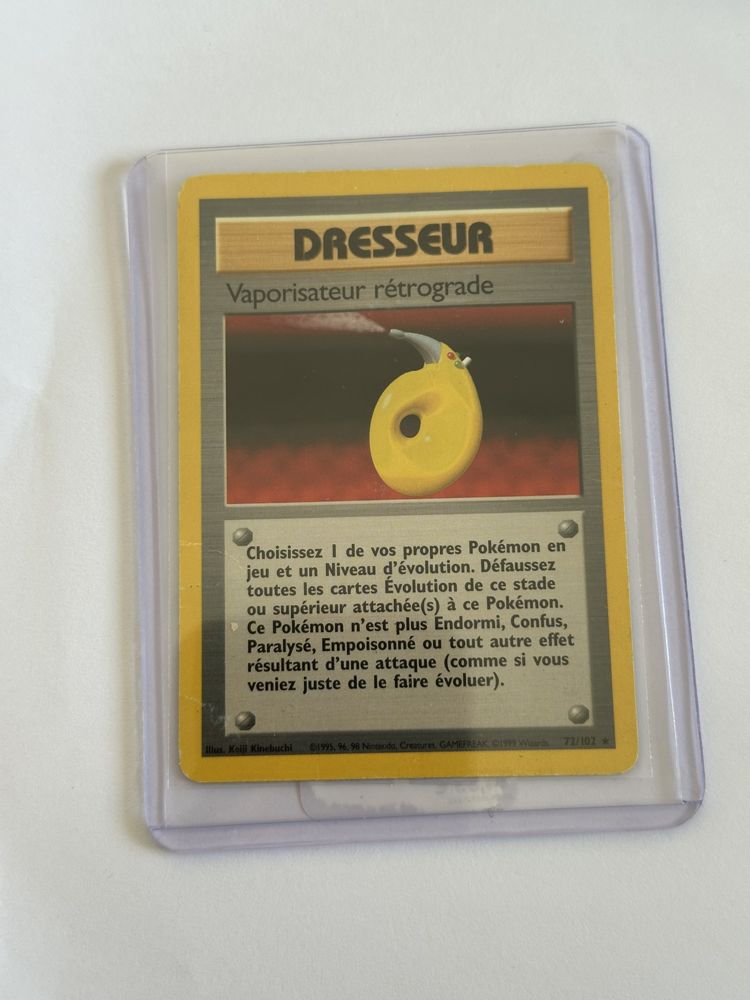 DRESSEUR
Vaporisateur rétrograde
Choisissez 1 de vos propres Pokémon en
jeu et un Niveau d'évolution. Défaussez
toutes les cartes Évolution de ce stade
ou supérieur attachée(s) à ce Pokémon.
Ce Pokémon n'est plus Endormi, Confus,
Paralysé, Empoisonné ou tout autre effet
résultant d'une attaque (comme si vous
veniez juste de le faire évoluer).
Illus. Keiji Kinebuchi ©1995, 96, 98 Nintendo, Creatures, GAMEFREAK. ©1999 Wizards. 72/102 ★